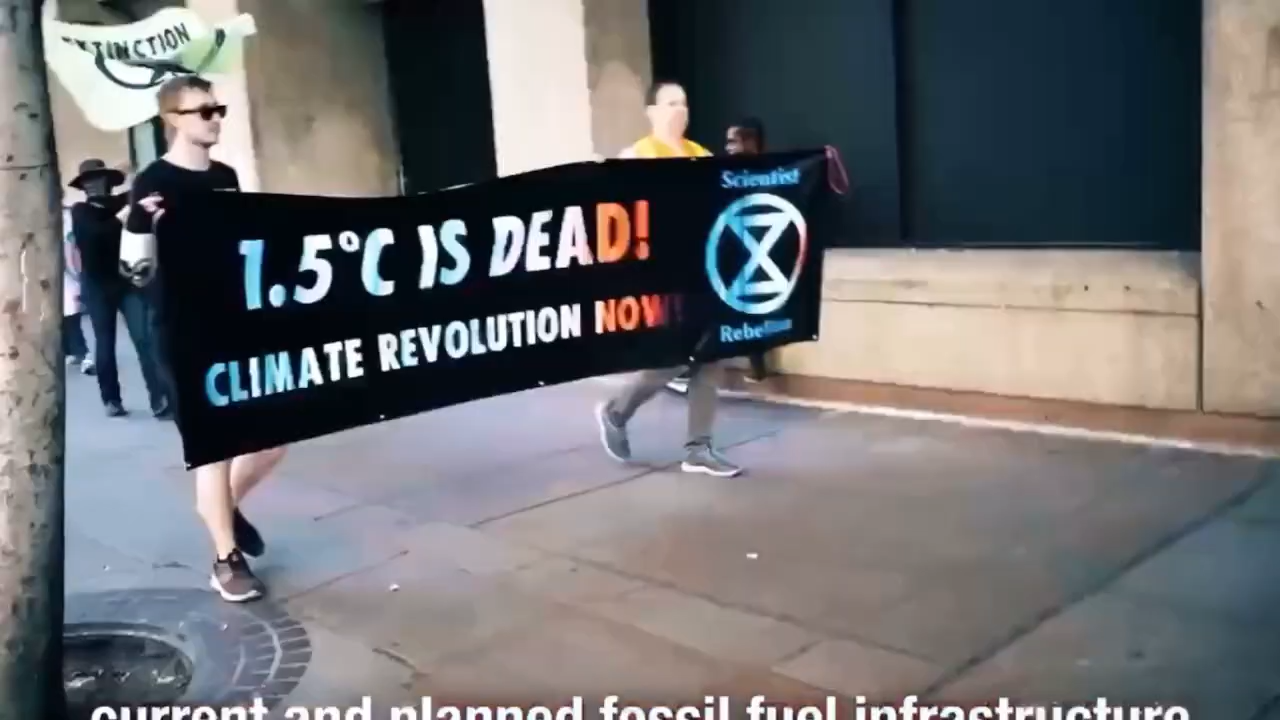 EXTINCTION
1.5°C IS DEAD!
CLIMATE REVOLUTION NOW!
Scientist
Rebellion
current and planned fossil fuel infrastructure